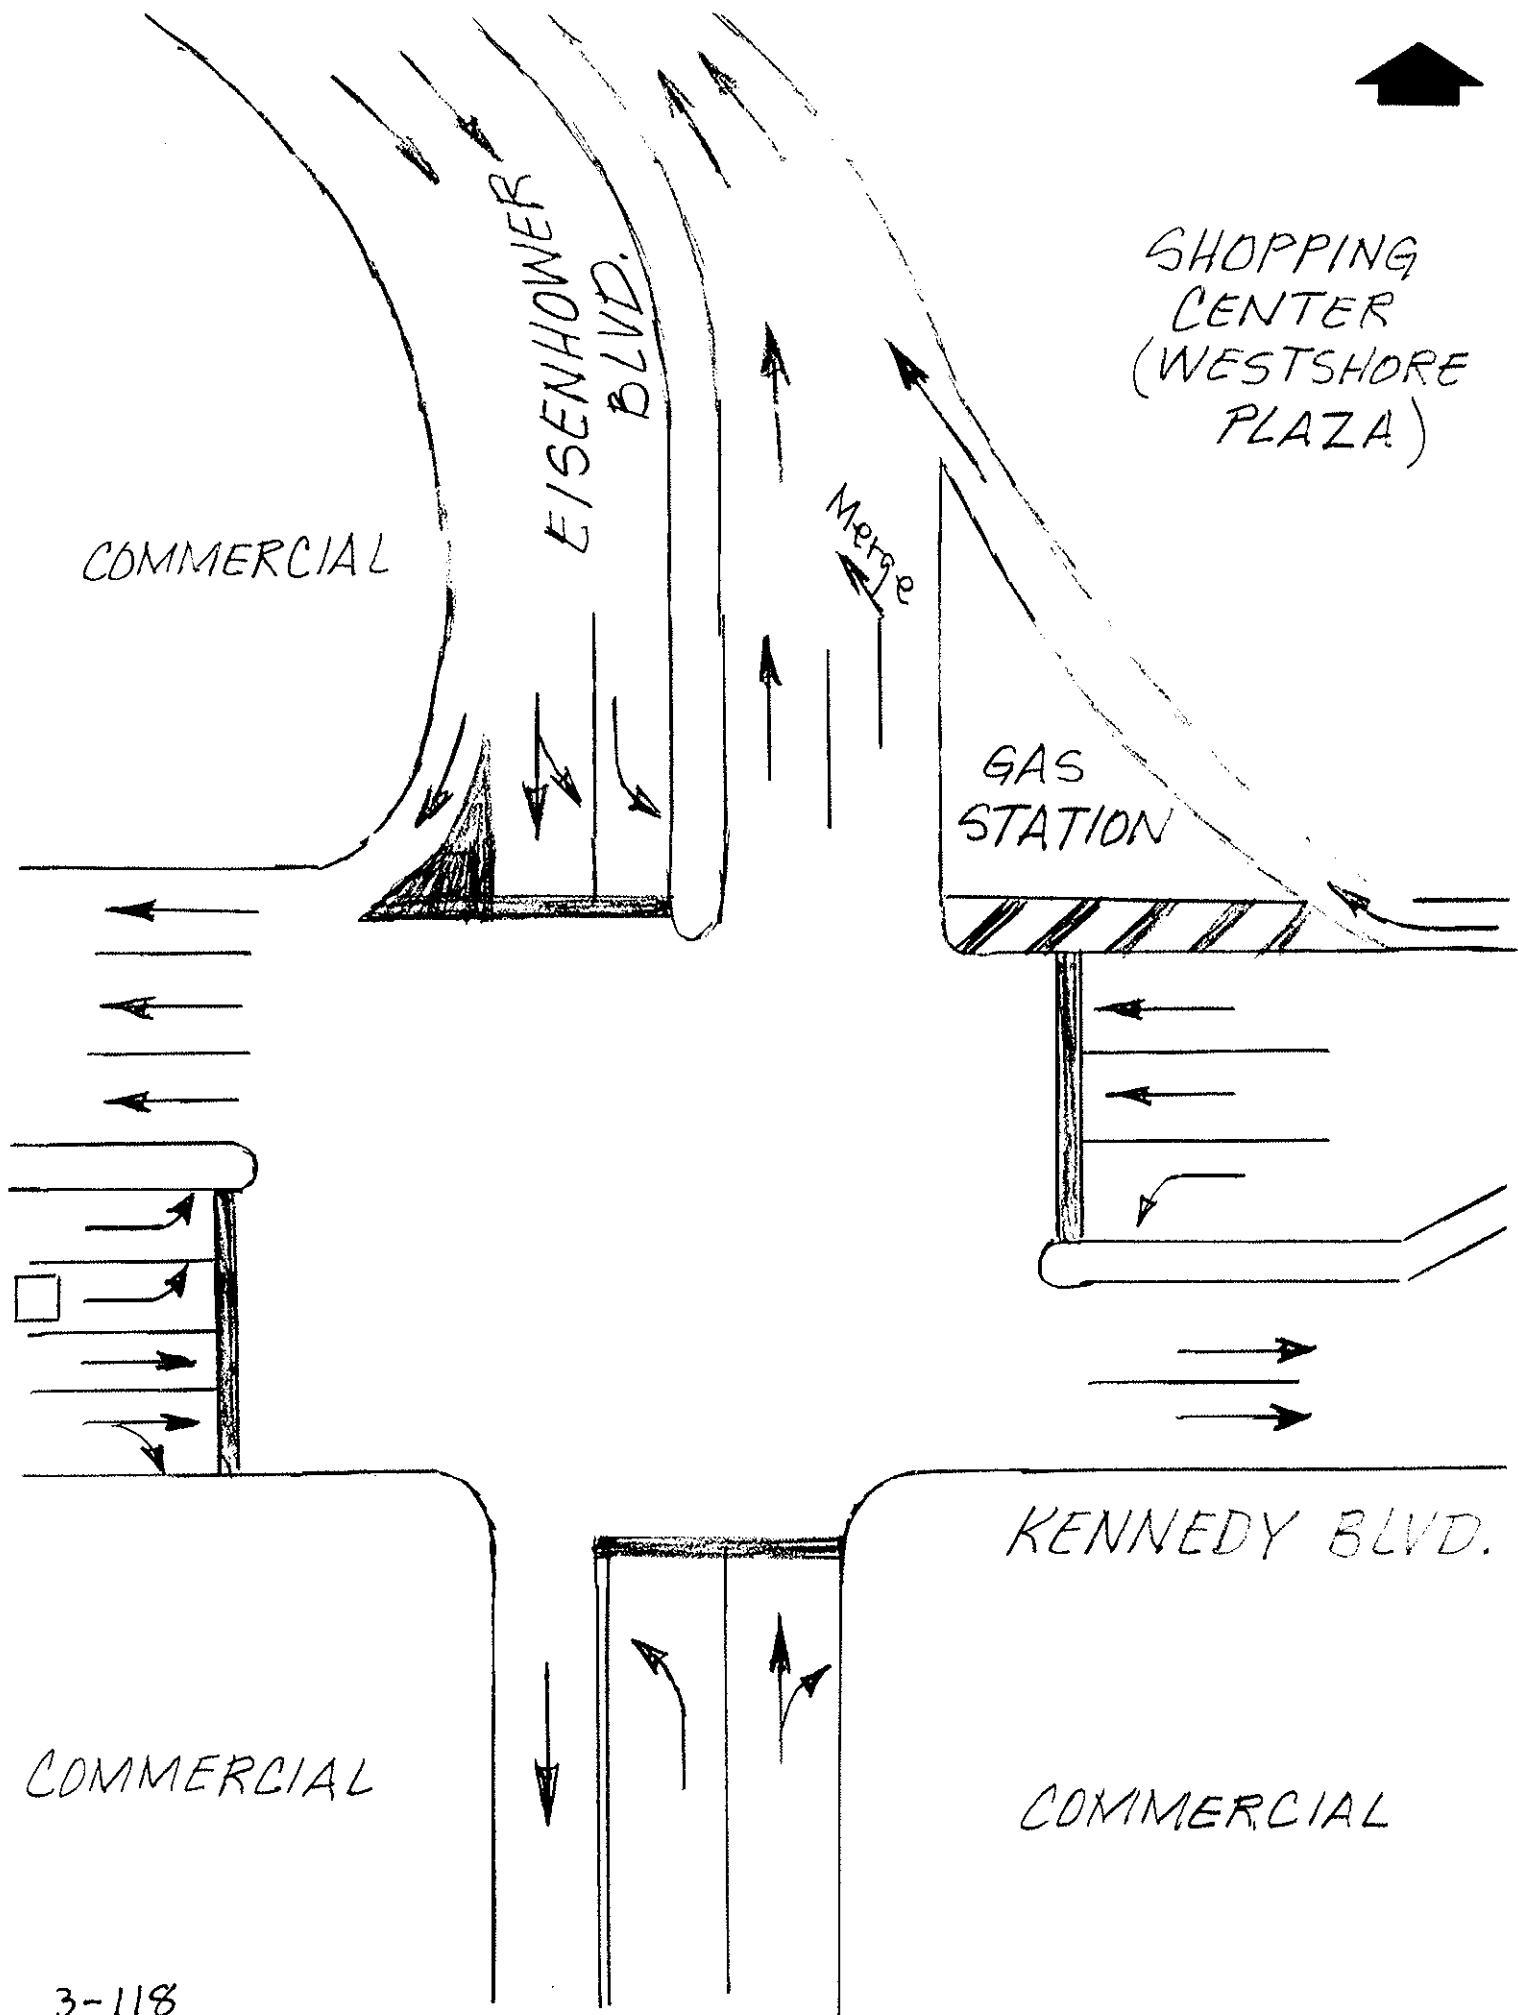 SHOPPING
CENTER
(WESTSHORE
PLAZA)
EISENHOWER
BLVD.
COMMERCIAL
Merge
GAS
STATION
KENNEDY BLVD.
COMMERCIAL
COMMERCIAL
3-118